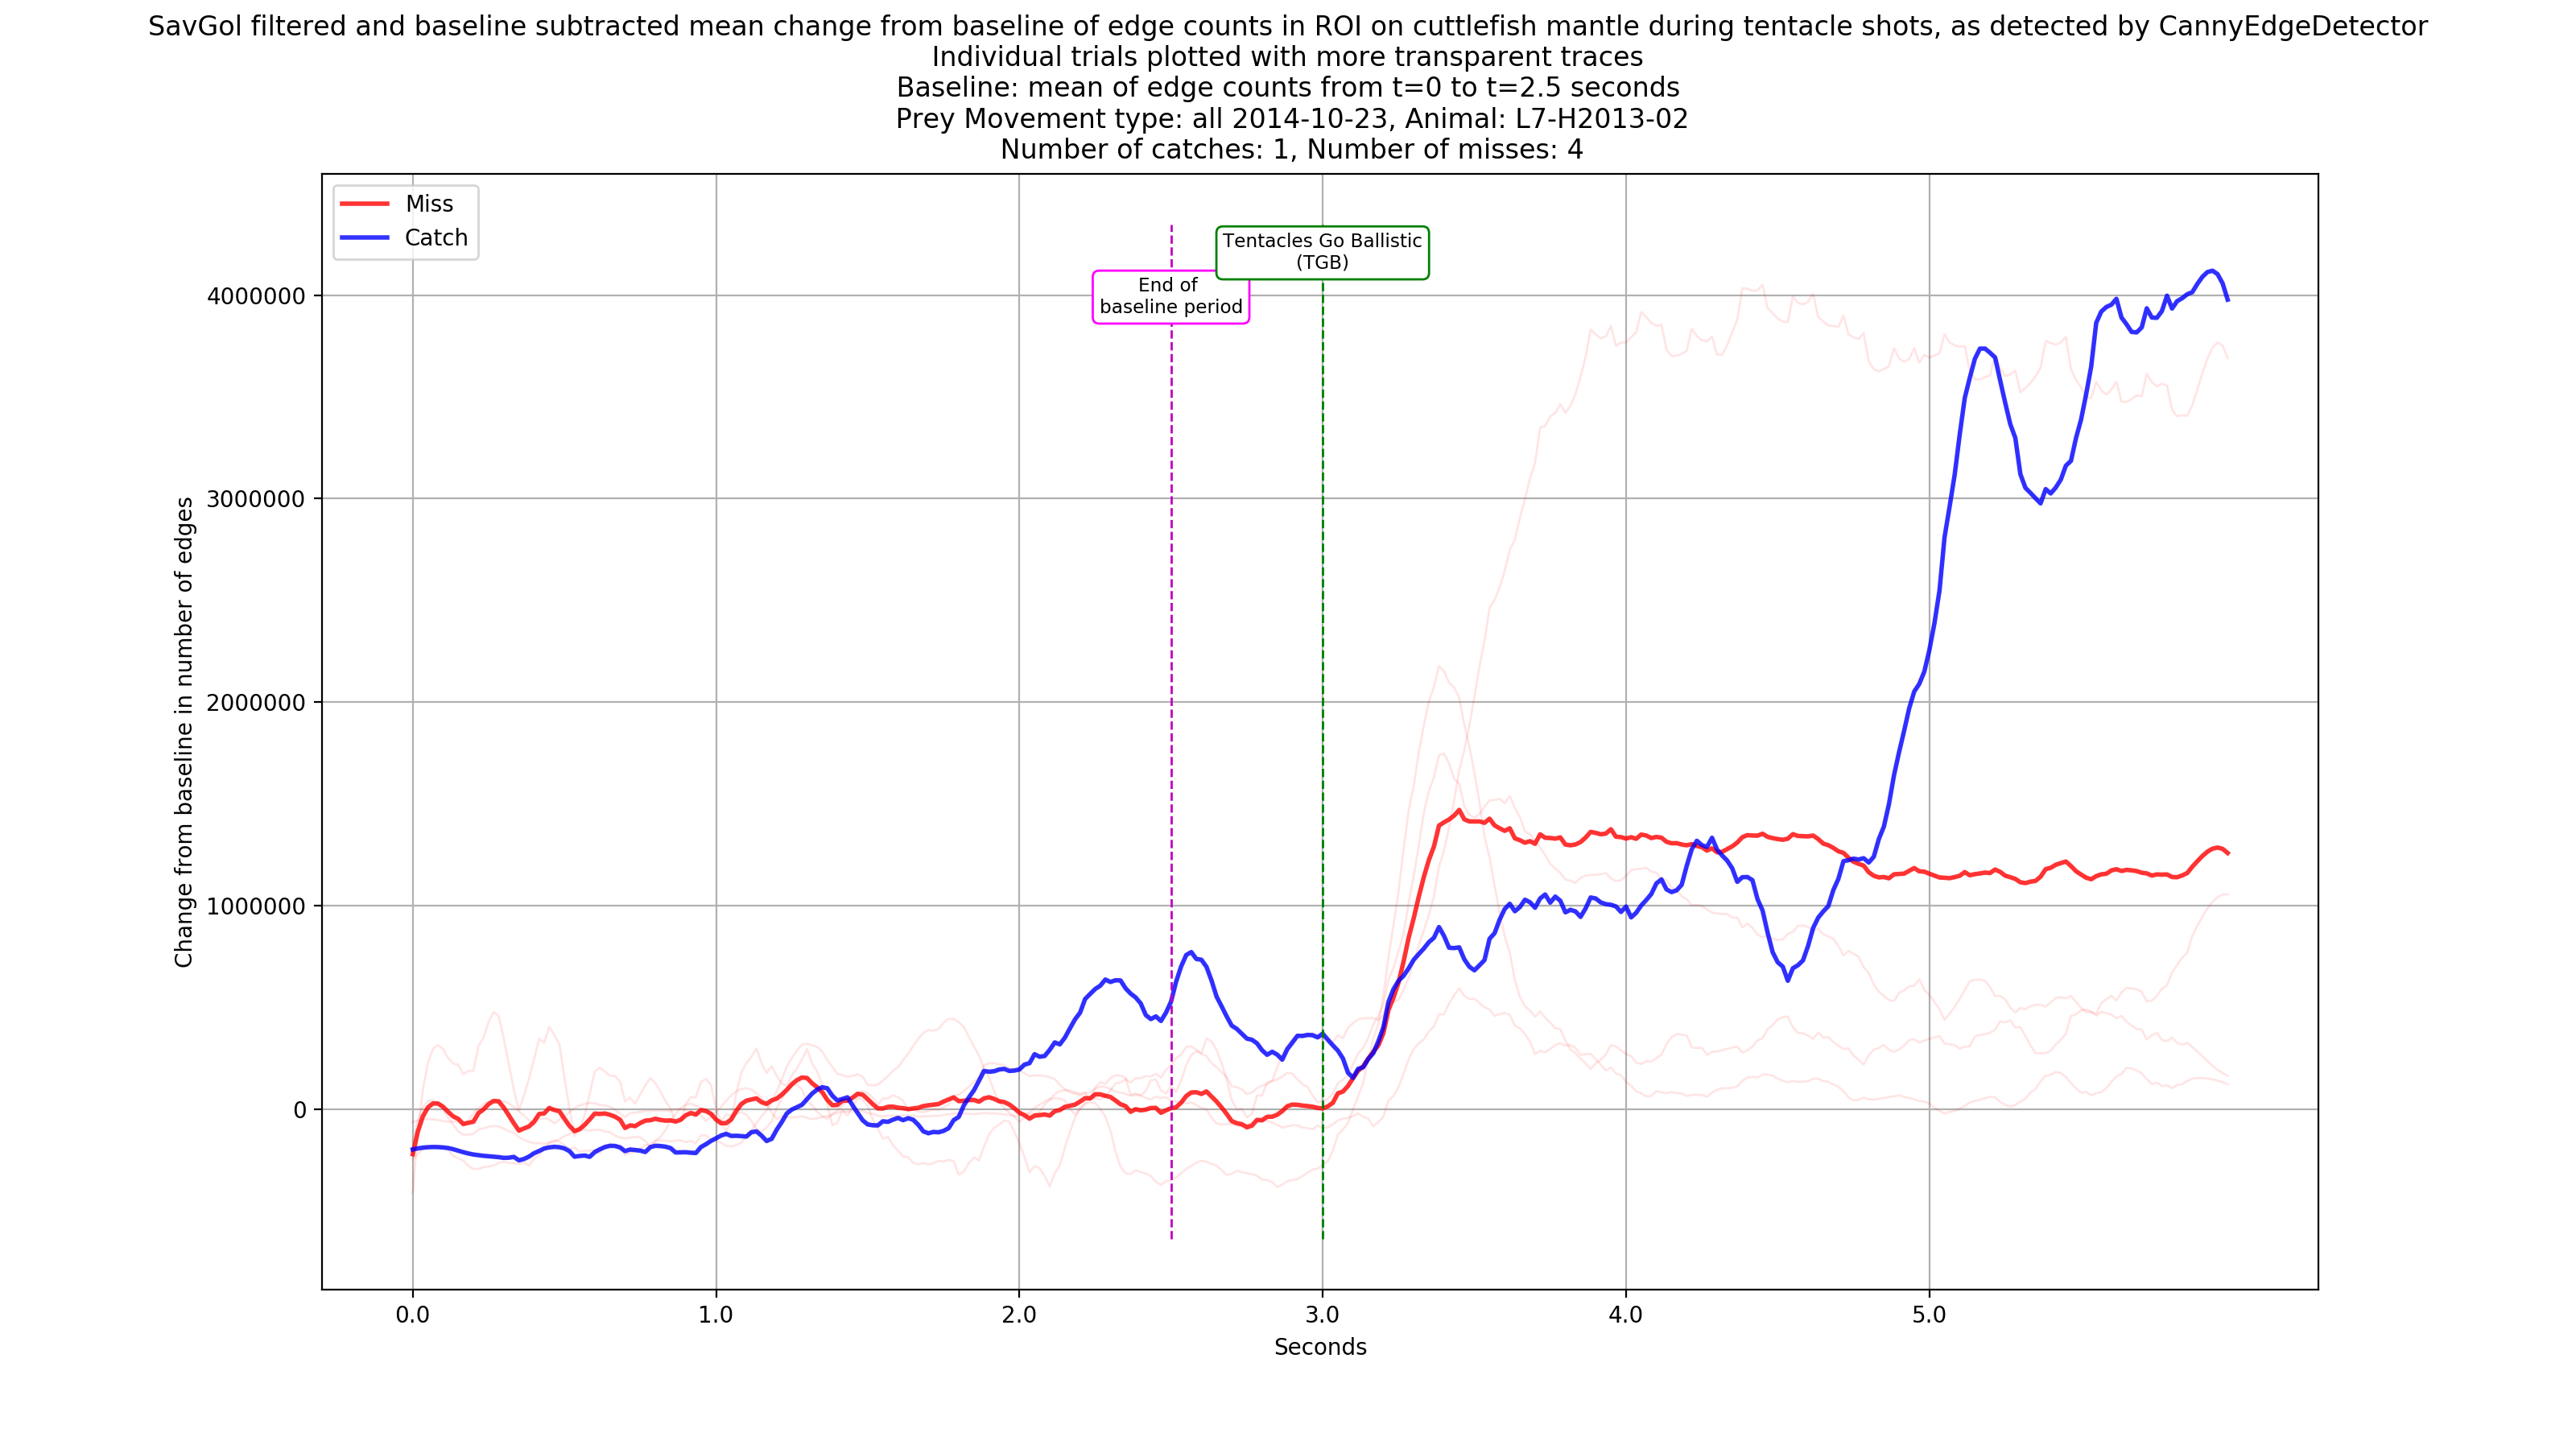 SavGol filtered and baseline subtracted mean change from baseline of edge counts in ROI on cuttlefish mantle during tentacle shots, as detected by CannyEdgeDetector
Individual trials plotted with more transparent traces
Baseline: mean of edge counts from t=0 to t=2.5 seconds
Prey Movement type: all 2014-10-23, Animal: L7-H2013-02
Number of catches: 1, Number of misses: 4
Miss
Catch
Tentacles Go Ballistic
(TGB)
End of
baseline period
4000000
3000000
2000000
1000000
0
Change from baseline in number of edges
0.0
1.0
2.0
3.0
4.0
5.0
Seconds